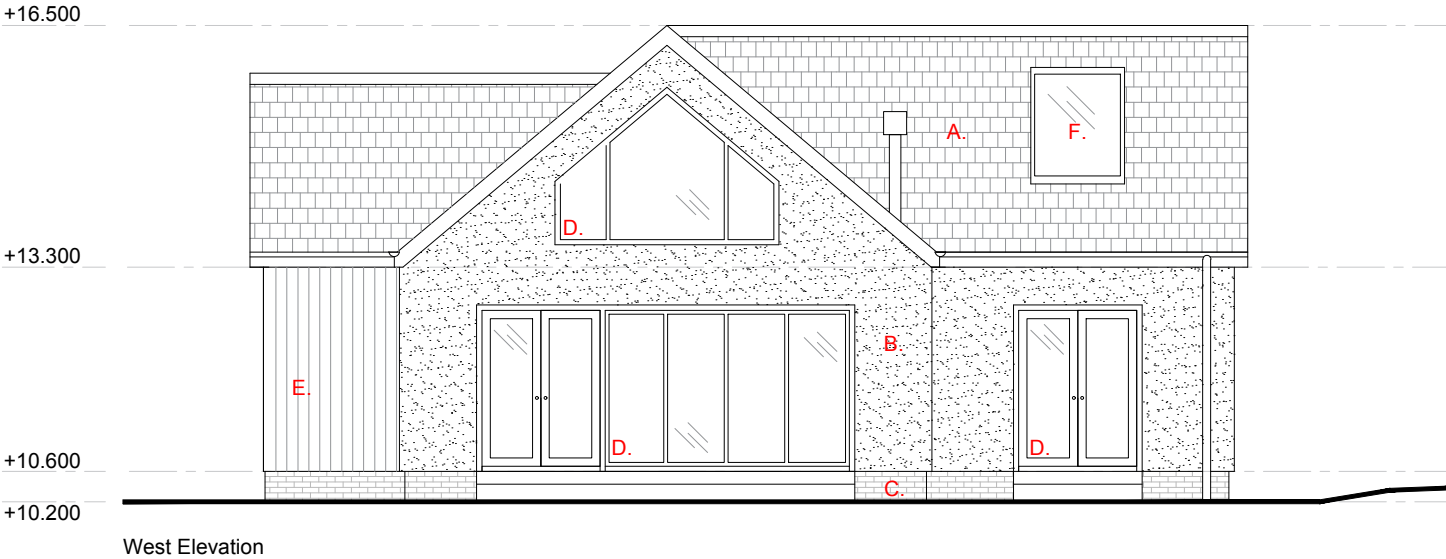 +16.500
A.
F.
D.
+13.300
B.
E.
D.
D.
+10.600
C.
+10.200
West Elevation